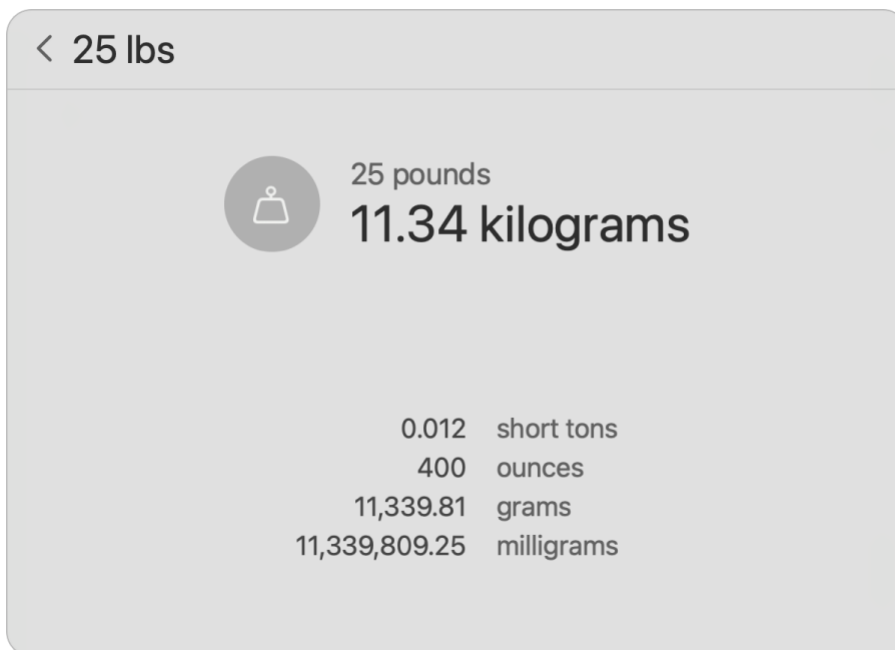 25 lbs
25 pounds
11.34 kilograms
0.012 short tons
400 ounces
11,339.81 grams
11,339,809.25 milligrams